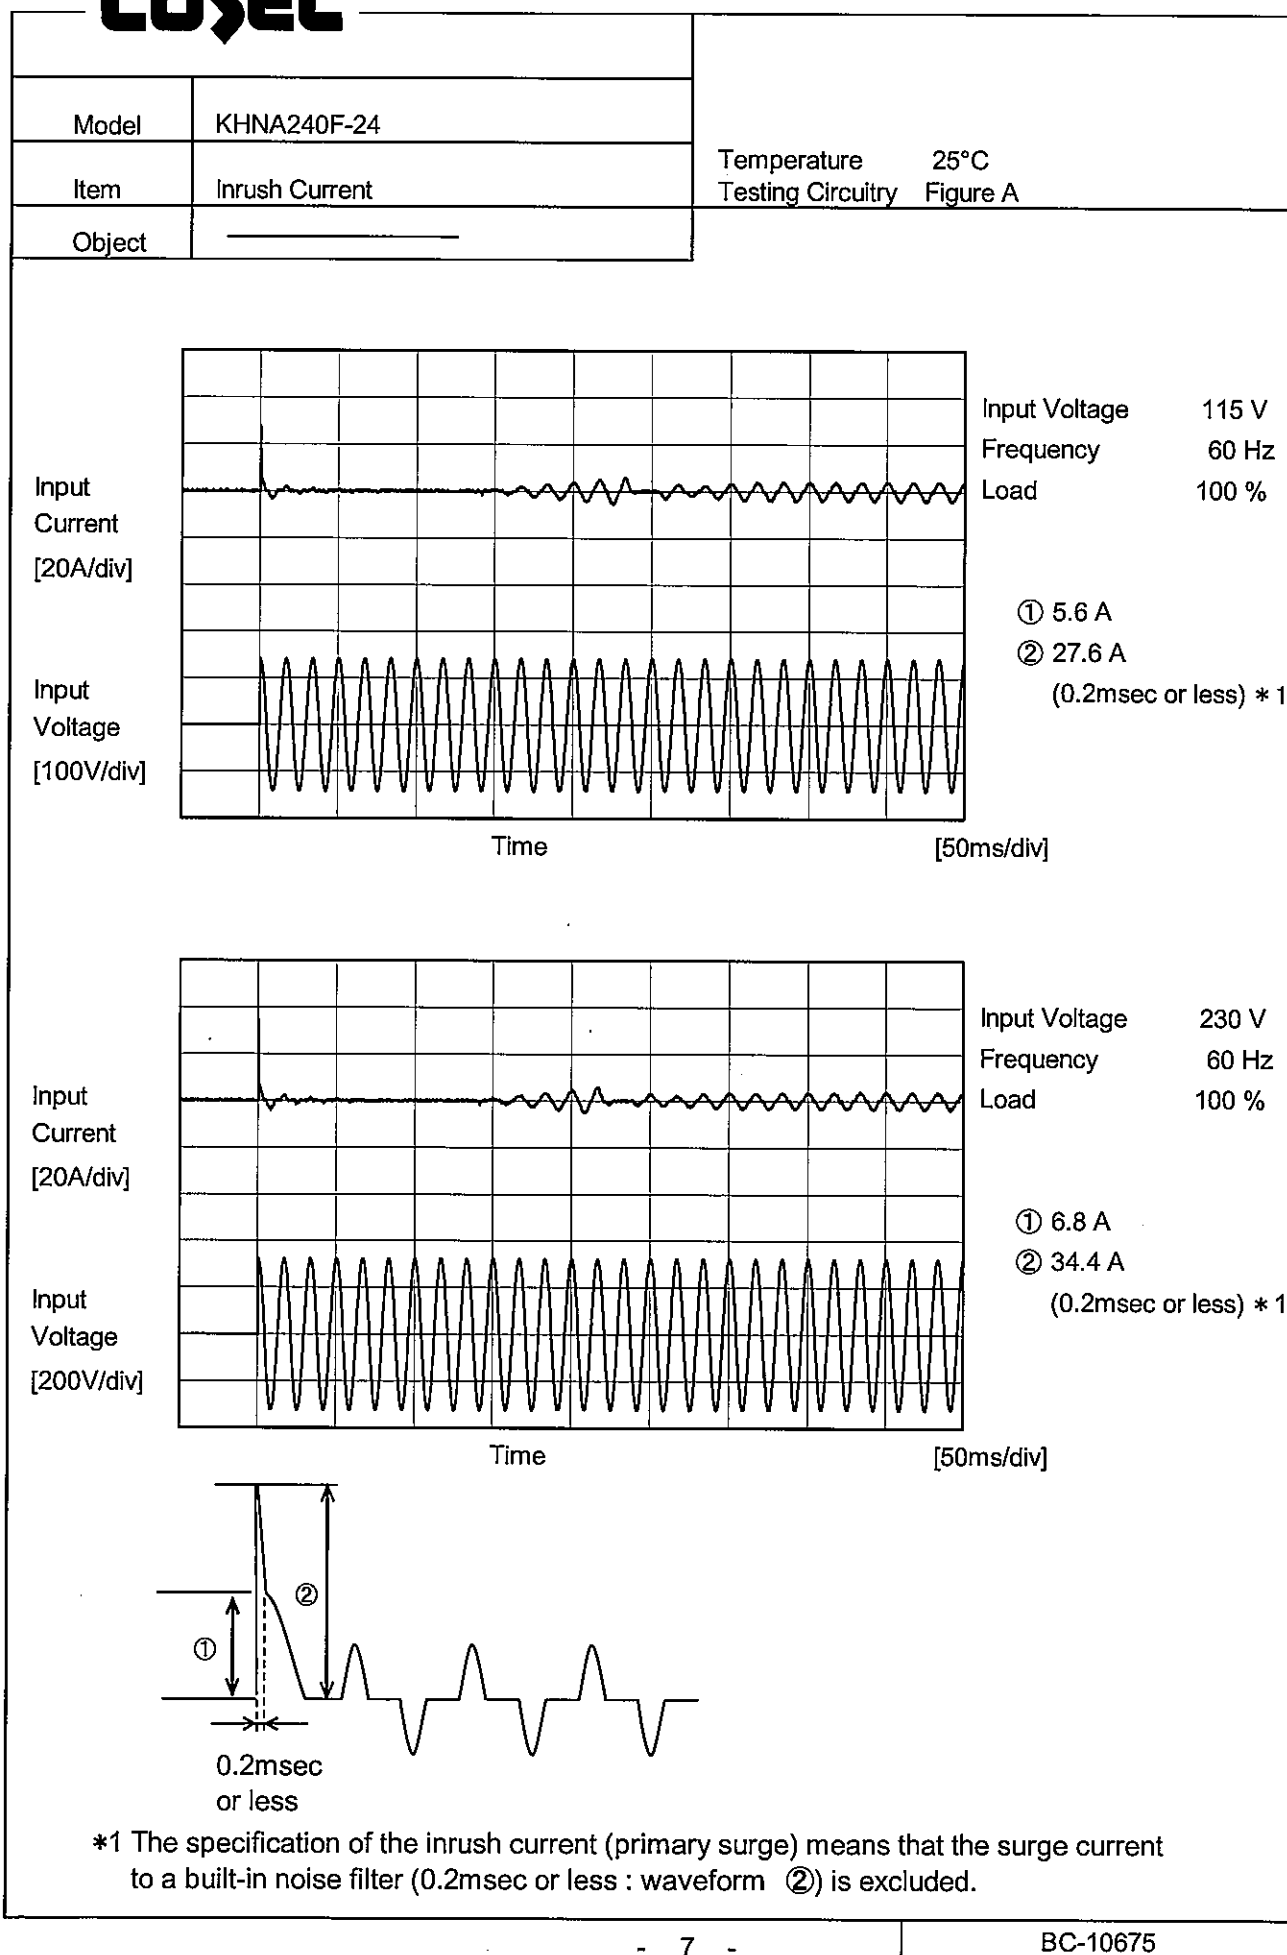 COSEL
Model KHNA240F-24
Item Inrush Current
Object
Temperature 25°C
Testing Circuitry Figure A
Input Voltage 115 V
Frequency 60 Hz
Load 100 %
Input
Current
[20A/div]
① 5.6 A
② 27.6 A
(0.2msec or less) *1
Input
Voltage
[100V/div]
Time [50ms/div]
Input Voltage 230 V
Frequency 60 Hz
Load 100 %
Input
Current
[20A/div]
① 6.8 A
② 34.4 A
(0.2msec or less) *1
Input
Voltage
[200V/div]
Time [50ms/div]
②
①
0.2msec
or less
*1 The specification of the inrush current (primary surge) means that the surge current
to a built-in noise filter (0.2msec or less : waveform ②) is excluded.
- 7 -
BC-10675